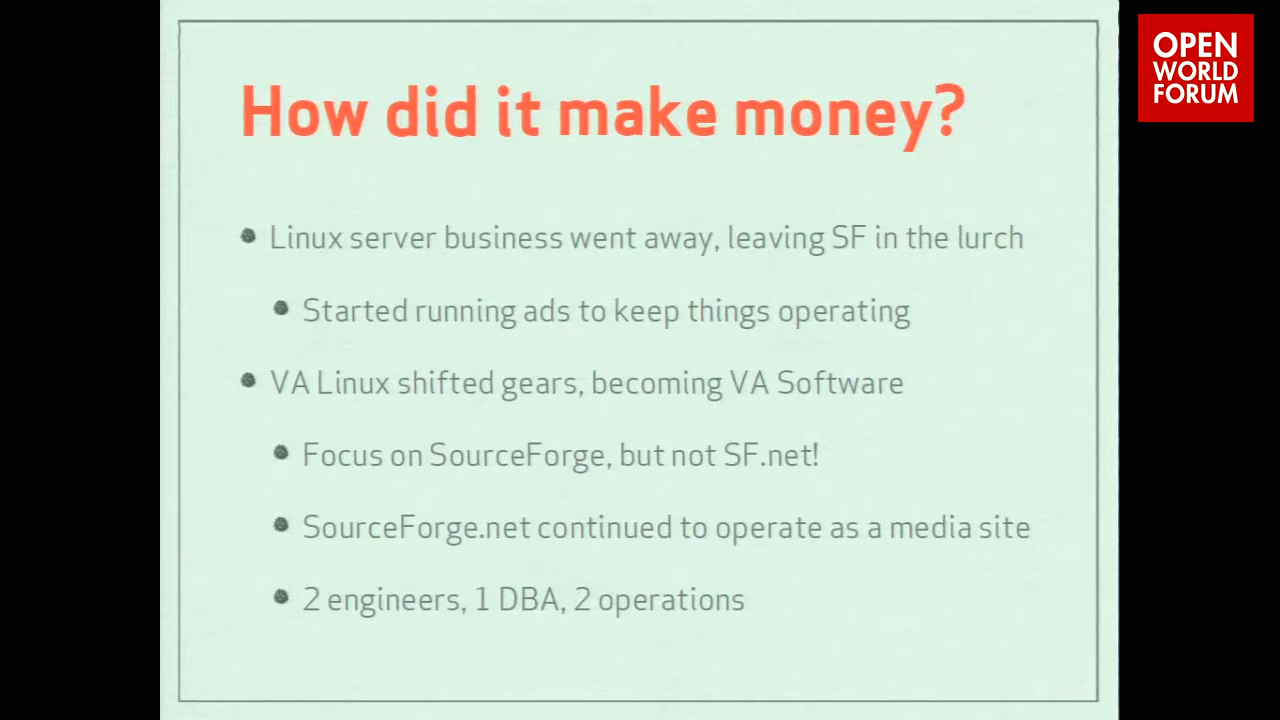 How did it make money?
Linux server business went away, leaving SF in the lurch
Started running ads to keep things operating
VA Linux shifted gears, becoming VA Software
Focus on SourceForge, but not SF.net!
SourceForge.net continued to operate as a media site
2 engineers, 1 DBA, 2 operations
OPEN
WORLD
FORUM